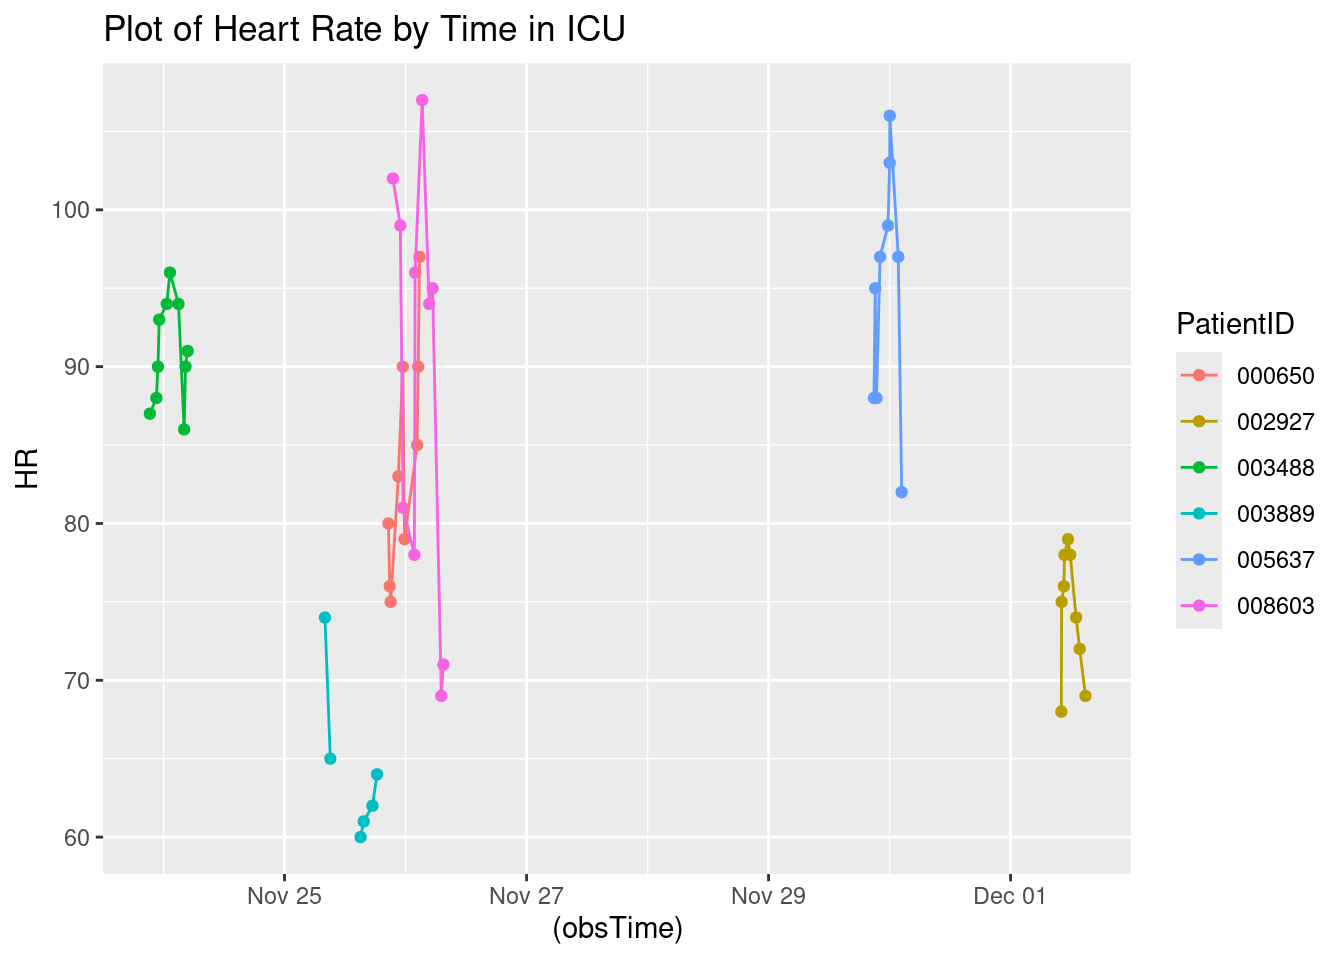 Plot of Heart Rate by Time in ICU
HR
100
90
80
70
60
Nov 25
Nov 27
Nov 29
Dec 01
(obsTime)
PatientID
000650
002927
003488
003889
005637
008603